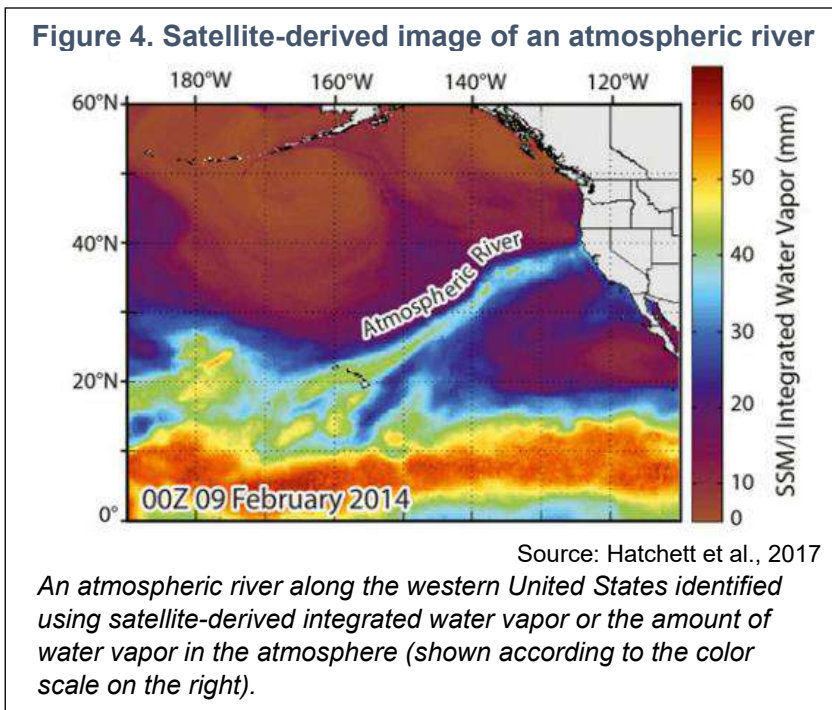 Figure 4. Satellite-derived image of an atmospheric river
180°W 160°W 140°W 120°W
60°N
40°N
20°N
0°
Atmospheric River
00Z 09 February 2014
60
50
40
30
20
10
0
SSM/I Integrated Water Vapor (mm)
Source: Hatchett et al., 2017
An atmospheric river along the western United States identified
using satellite-derived integrated water vapor or the amount of
water vapor in the atmosphere (shown according to the color
scale on the right).